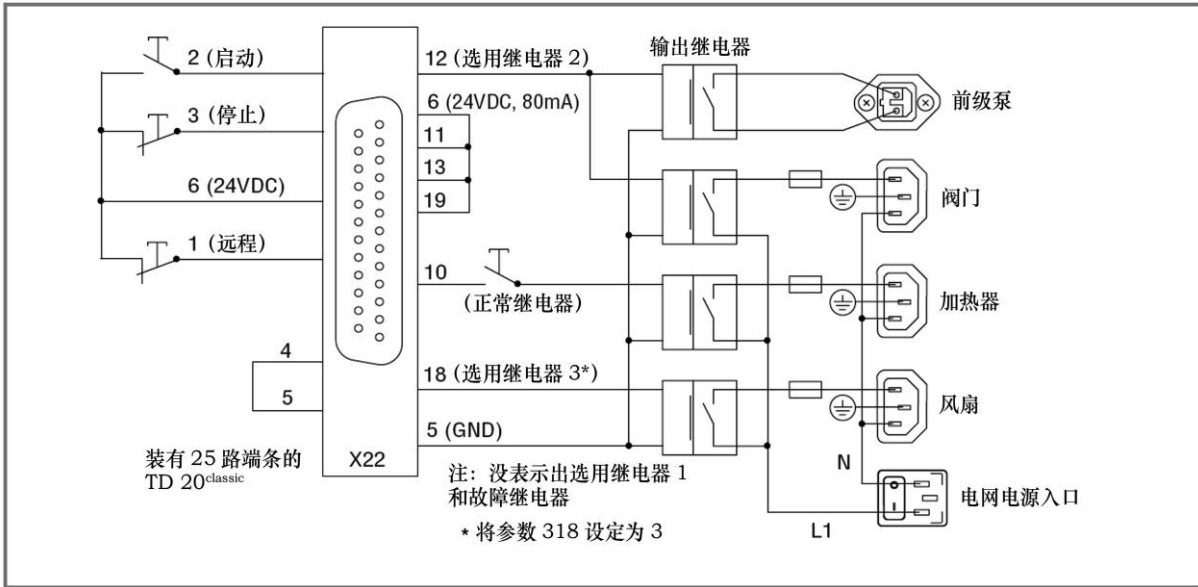 2 (启动)
3 (停止)
6 (24VDC)
1 (远程)
4
5
装有 25 路端条的
TD 20classic
X22
12 (选用继电器 2)
6 (24VDC, 80mA)
11
13
19
10
(正常继电器)
18 (选用继电器 3*)
5 (GND)
注: 没表示出选用继电器 1
和故障继电器
* 将参数 318 设定为 3
输出继电器
前级泵
阀门
加热器
风扇
N
电网电源入口
L1